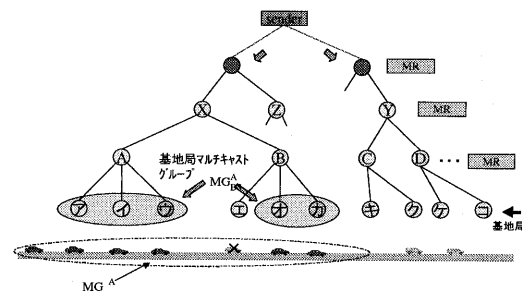 sender
MR
X
Z
Y
MR
A
基地局マルチキャスト
グループ
MG^A_B
B
C
D
…
MR
ア
イ
ウ
エ
オ
カ
キ
ク
ケ
コ
基地局
×
MG^A